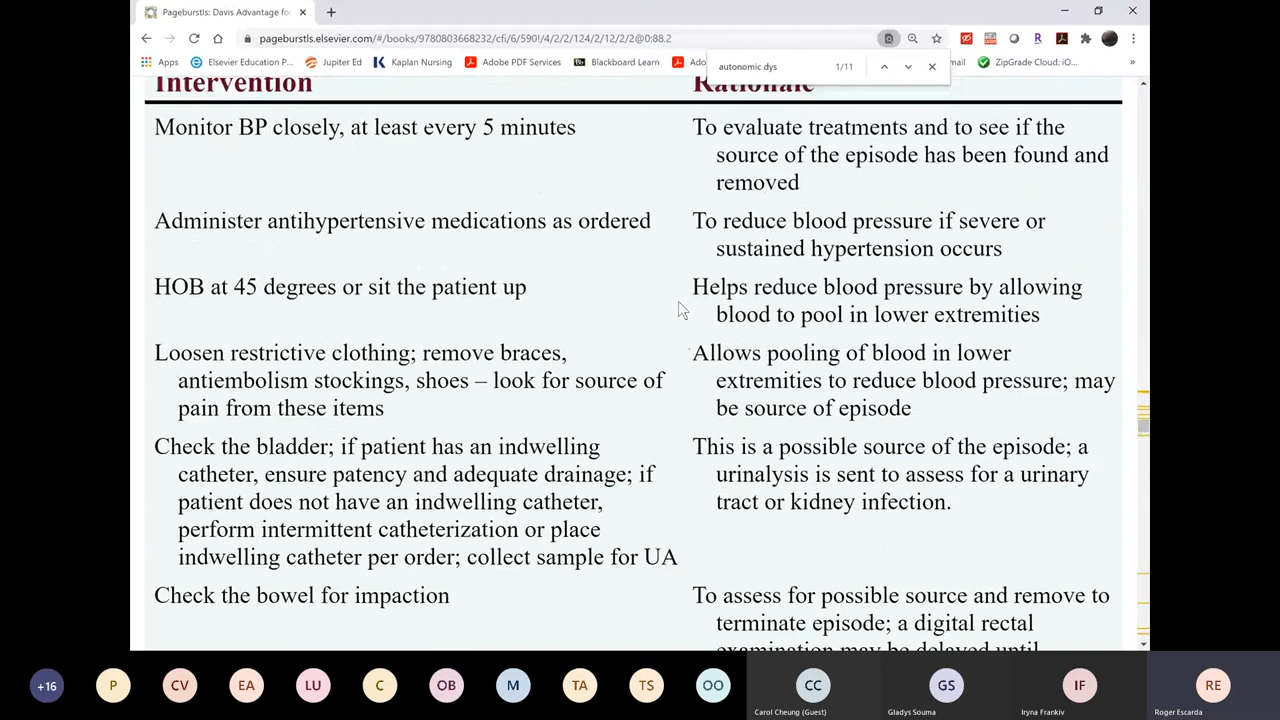 Pageburstls: Davis Advantage for
pageburstls.elsevier.com/#/books/9780803668232/cfi/6/590!/4/2/2/124/2/12/2/2@0:88.2
Apps
Elsevier Education P...
Jupiter Ed
Kaplan Nursing
Adobe PDF Services
Blackboard Learn
Ado
autonomic dys
1/11
mail
ZipGrade Cloud: iO...
Intervention
Rationale
Monitor BP closely, at least every 5 minutes
To evaluate treatments and to see if the
source of the episode has been found and
removed
Administer antihypertensive medications as ordered
To reduce blood pressure if severe or
sustained hypertension occurs
HOB at 45 degrees or sit the patient up
Helps reduce blood pressure by allowing
blood to pool in lower extremities
Loosen restrictive clothing; remove braces,
antiembolism stockings, shoes – look for source of
pain from these items
Allows pooling of blood in lower
extremities to reduce blood pressure; may
be source of episode
Check the bladder; if patient has an indwelling
catheter, ensure patency and adequate drainage; if
patient does not have an indwelling catheter,
perform intermittent catheterization or place
indwelling catheter per order; collect sample for UA
This is a possible source of the episode; a
urinalysis is sent to assess for a urinary
tract or kidney infection.
Check the bowel for impaction
To assess for possible source and remove to
terminate episode; a digital rectal
examination may be delayed until
+16
P
CV
EA
LU
C
OB
M
TA
TS
OO
CC
GS
IF
RE
Carol Cheung (Guest)
Gladys Souma
Iryna Frankiv
Roger Escarda